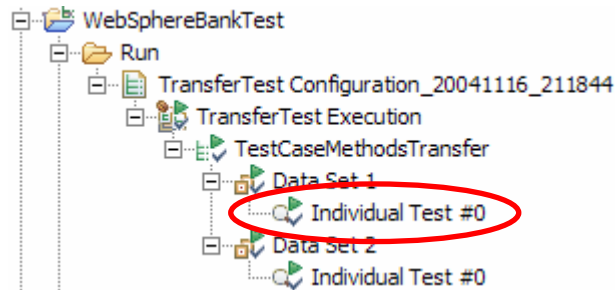 WebSphereBankTest
Run
TransferTest Configuration_20041116_211844
TransferTest Execution
TestCaseMethodsTransfer
Data Set 1
Individual Test #0
Data Set 2
Individual Test #0